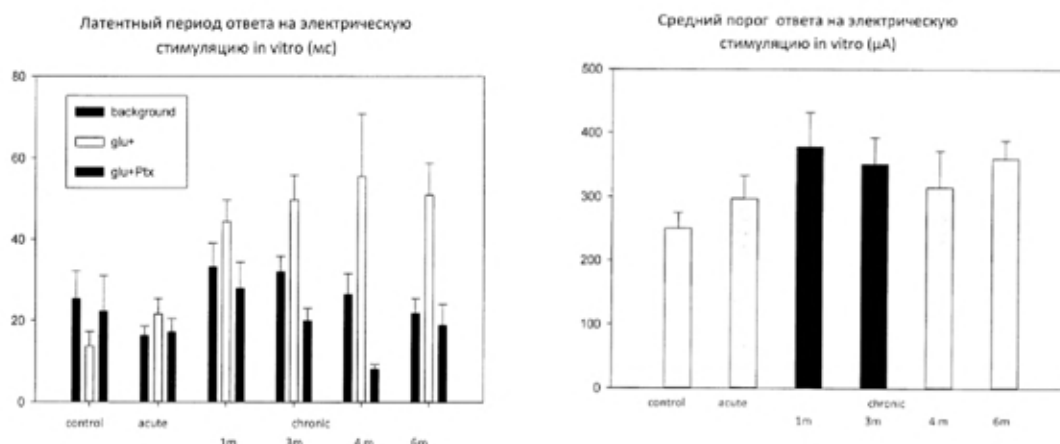 Латентный период ответа на электрическую
стимуляцию in vitro (мс)
80
60
40
20
0
background
glu+
glu+Ptx
control acute chronic
1m 3m 4m 6m
Средний порог ответа на электрическую
стимуляцию in vitro (μA)
500
400
300
200
100
0
control acute chronic
1m 3m 4m 6m